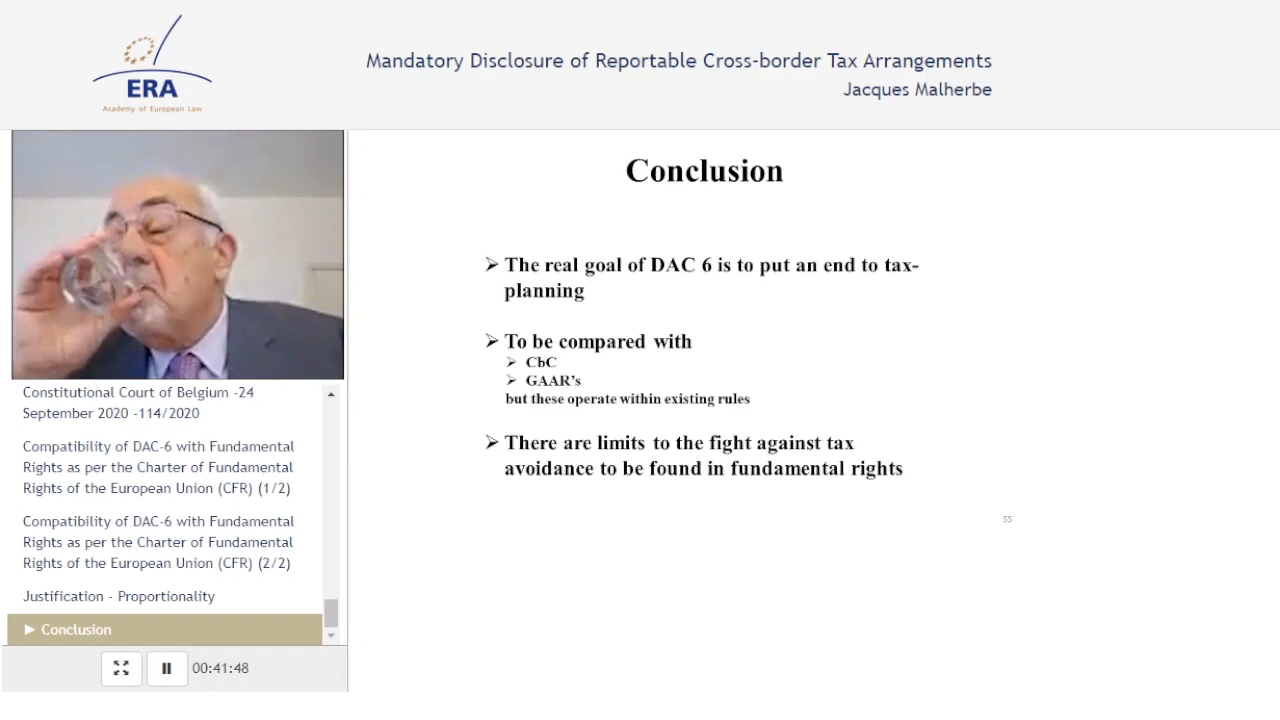 ERA
Academy of European Law
Mandatory Disclosure of Reportable Cross-border Tax Arrangements
Jacques Malherbe
Constitutional Court of Belgium -24
September 2020 -114/2020
Compatibility of DAC-6 with Fundamental
Rights as per the Charter of Fundamental
Rights of the European Union (CFR) (1/2)
Compatibility of DAC-6 with Fundamental
Rights as per the Charter of Fundamental
Rights of the European Union (CFR) (2/2)
Justification - Proportionality
► Conclusion
00:41:48
Conclusion
➢ The real goal of DAC 6 is to put an end to tax-
planning
➢ To be compared with
➢ CbC
➢ GAAR's
but these operate within existing rules
➢ There are limits to the fight against tax
avoidance to be found in fundamental rights
55